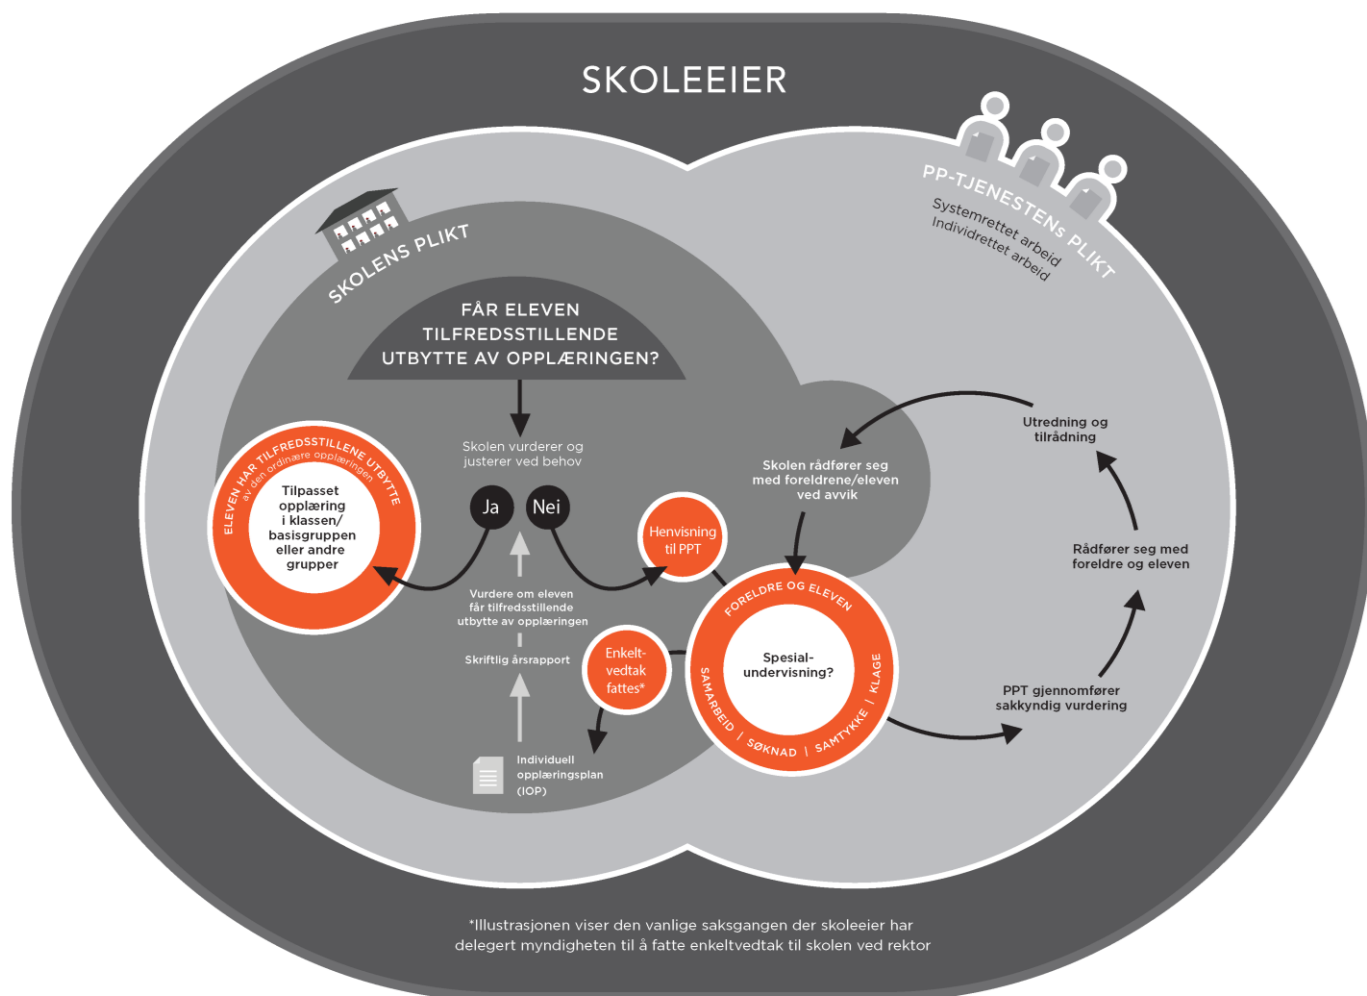 SKOLEEIER
PP-TJENESTENs PLIKT
Systemrettet arbeid
Individrettet arbeid
SKOLENS PLIKT
FÅR ELEVEN
TILFREDSSTILLENDE
UTBYTTE AV OPPLÆRINGEN?
Skolen vurderer og
justerer ved behov
Ja
Nei
ELEVEN HAR TILFREDSSTILLENE UTBYTTE
av den ordinære opplæringen
Tilpasset
opplæring
i klassen/
basisgruppen
eller andre
grupper
Henvisning
til PPT
Skolen rådfører seg
med foreldrene/eleven
ved avvik
Utredning og
tilrådning
Rådfører seg med
foreldre og eleven
PPT gjennomfører
sakkyndig vurdering
FORELDRE OG ELEVEN
SAMARBEID | SØKNAD | SAMTYKKE | KLAGE
Spesial-
undervisning?
Enkelt-
vedtak
fattes*
Vurdere om eleven
får tilfredsstillende
utbytte av opplæringen
Skriftlig årsrapport
Individuell
opplæringsplan
(IOP)
*Illustrasjonen viser den vanlige saksgangen der skoleeier har
delegert myndigheten til å fatte enkeltvedtak til skolen ved rektor